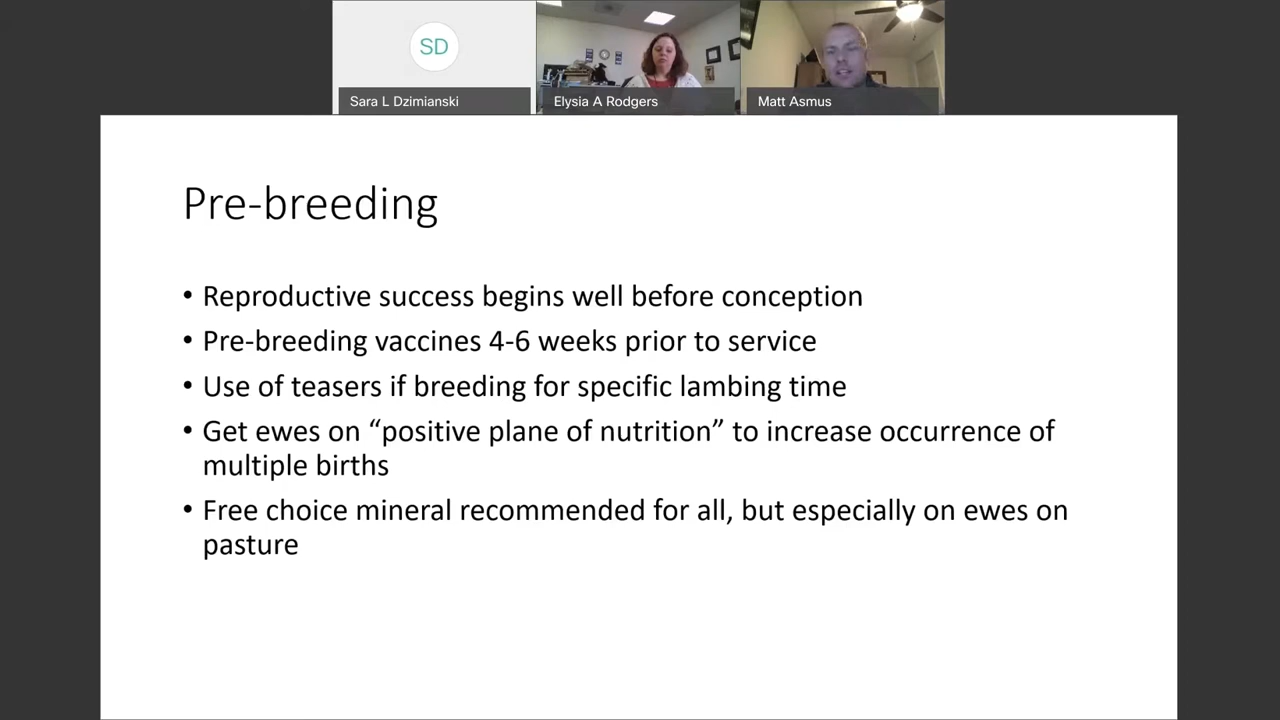 SD
Sara L Dzimianski
Elysia A Rodgers
Matt Asmus
Pre-breeding
• Reproductive success begins well before conception
• Pre-breeding vaccines 4-6 weeks prior to service
• Use of teasers if breeding for specific lambing time
• Get ewes on “positive plane of nutrition” to increase occurrence of
multiple births
• Free choice mineral recommended for all, but especially on ewes on
pasture